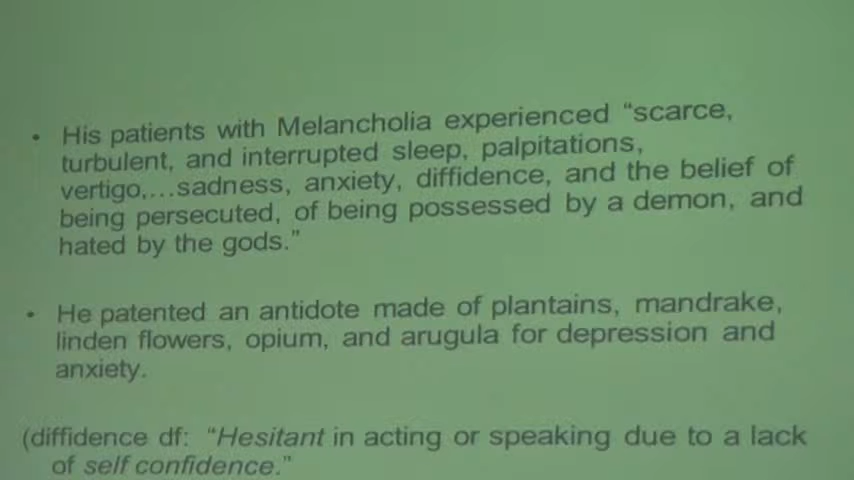 • His patients with Melancholia experienced “scarce,
turbulent, and interrupted sleep, palpitations,
vertigo,...sadness, anxiety, diffidence, and the belief of
being persecuted, of being possessed by a demon, and
hated by the gods.”
• He patented an antidote made of plantains, mandrake,
linden flowers, opium, and arugula for depression and
anxiety.
(diffidence df: “Hesitant in acting or speaking due to a lack
of self confidence.”